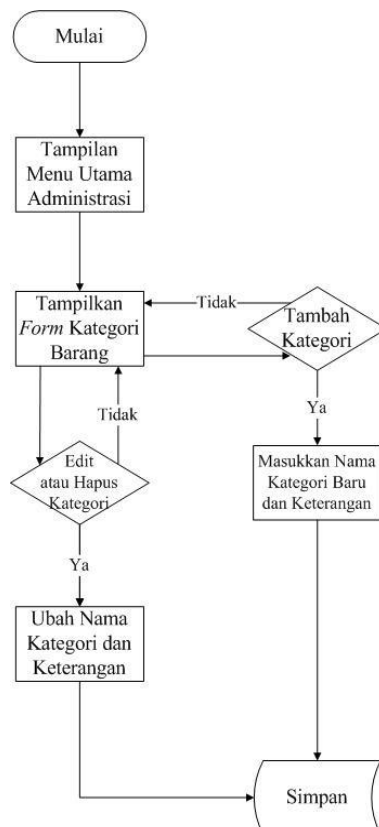 Mulai
Tampilan
Menu Utama
Administrasi
Tampilkan
Form Kategori
Barang
Tidak
Tambah
Kategori
Tidak
Ya
Edit
atau Hapus
Kategori
Masukkan Nama
Kategori Baru
dan Keterangan
Ya
Ubah Nama
Kategori dan
Keterangan
Simpan